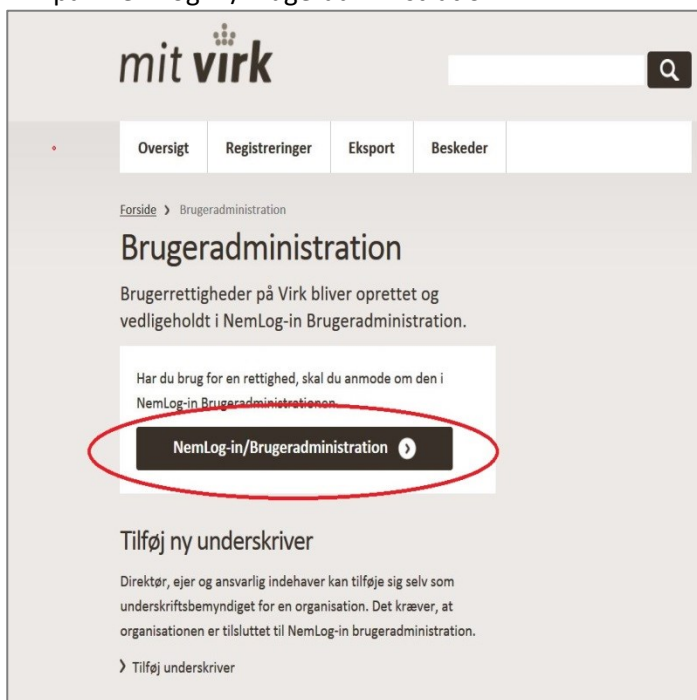 mit virk
Oversigt Registreringer Eksport Beskeder
Forside > Brugeradministration
Brugeradministration
Brugerrettigheder på Virk bliver oprettet og
vedligeholdt i NemLog-in Brugeradministration.
Har du brug for en rettighed, skal du anmode om den i
NemLog-in Brugeradministrationen.
NemLog-in/Brugeradministration
Tilføj ny underskriver
Direktør, ejer og ansvarlig indehaver kan tilføje sig selv som
underskriftsbemyndiget for en organisation. Det kræver, at
organisationen er tilsluttet til NemLog-in brugeradministration.
> Tilføj underskriver